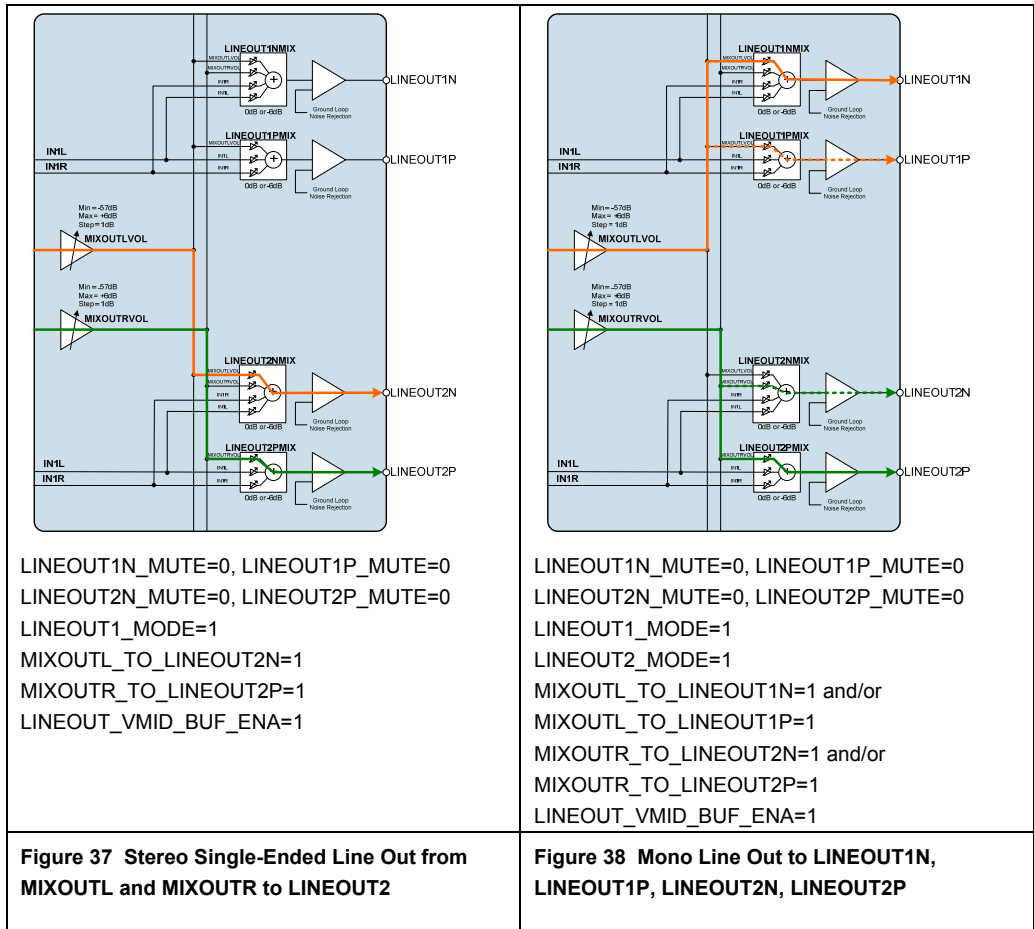 LINEOUT1NMIX
MIXOUTLVOL
MIXOUTRVOL
IN1R
IN1L
0dB or -6dB
LINEOUT1N
Ground Loop
Noise Rejection
LINEOUT1PMIX
MIXOUTLVOL
IN1L
IN1R
0dB or -6dB
LINEOUT1P
Ground Loop
Noise Rejection
IN1L
IN1R
Min = -57dB
Max = +6dB
Step = 1dB
MIXOUTLVOL
Min = -57dB
Max = +6dB
Step = 1dB
MIXOUTRVOL
LINEOUT2NMIX
MIXOUTLVOL
MIXOUTRVOL
IN1R
IN1L
0dB or -6dB
LINEOUT2N
Ground Loop
Noise Rejection
LINEOUT2PMIX
MIXOUTRVOL
IN1L
IN1R
0dB or -6dB
LINEOUT2P
Ground Loop
Noise Rejection
IN1L
IN1R
LINEOUT1N_MUTE=0, LINEOUT1P_MUTE=0
LINEOUT2N_MUTE=0, LINEOUT2P_MUTE=0
LINEOUT1_MODE=1
MIXOUTL_TO_LINEOUT2N=1
MIXOUTR_TO_LINEOUT2P=1
LINEOUT_VMID_BUF_ENA=1
Figure 37 Stereo Single-Ended Line Out from
MIXOUTL and MIXOUTR to LINEOUT2
LINEOUT1NMIX
MIXOUTLVOL
MIXOUTRVOL
IN1R
IN1L
0dB or -6dB
LINEOUT1N
Ground Loop
Noise Rejection
LINEOUT1PMIX
MIXOUTLVOL
IN1L
IN1R
0dB or -6dB
LINEOUT1P
Ground Loop
Noise Rejection
IN1L
IN1R
Min = -57dB
Max = +6dB
Step = 1dB
MIXOUTLVOL
Min = -57dB
Max = +6dB
Step = 1dB
MIXOUTRVOL
LINEOUT2NMIX
MIXOUTLVOL
MIXOUTRVOL
IN1R
IN1L
0dB or -6dB
LINEOUT2N
Ground Loop
Noise Rejection
LINEOUT2PMIX
MIXOUTRVOL
IN1L
IN1R
0dB or -6dB
LINEOUT2P
Ground Loop
Noise Rejection
IN1L
IN1R
LINEOUT1N_MUTE=0, LINEOUT1P_MUTE=0
LINEOUT2N_MUTE=0, LINEOUT2P_MUTE=0
LINEOUT1_MODE=1
LINEOUT2_MODE=1
MIXOUTL_TO_LINEOUT1N=1 and/or
MIXOUTL_TO_LINEOUT1P=1
MIXOUTR_TO_LINEOUT2N=1 and/or
MIXOUTR_TO_LINEOUT2P=1
LINEOUT_VMID_BUF_ENA=1
Figure 38 Mono Line Out to LINEOUT1N,
LINEOUT1P, LINEOUT2N, LINEOUT2P